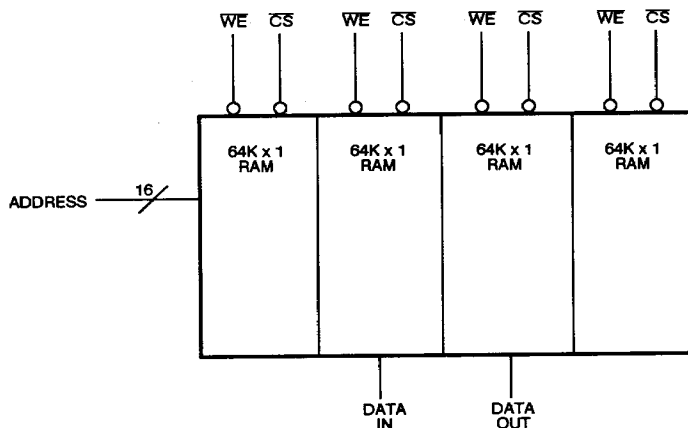 WE CS WE CS WE CS WE CS
64K x 1 64K x 1 64K x 1 64K x 1
RAM RAM RAM RAM
16
ADDRESS
DATA DATA
IN OUT